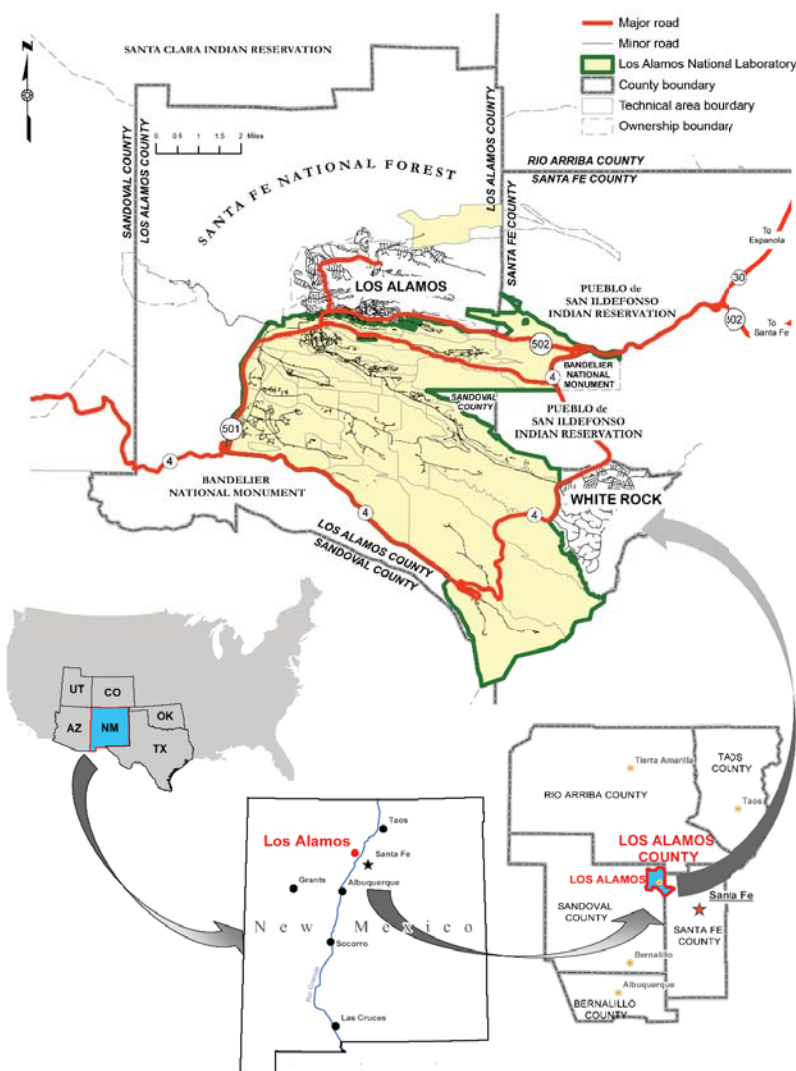 Major road
Minor road
Los Alamos National Laboratory
County boundary
Technical area boundary
Ownership boundary
SANTA CLARA INDIAN RESERVATION
N
0 0.5 1 2 Miles
SANDOVAL COUNTY
LOS ALAMOS COUNTY
SANTA FE NATIONAL FOREST
LOS ALAMOS COUNTY
SANTA FE COUNTY
RIO ARRIBA COUNTY
SANTA FE COUNTY
To
Espanola
30
502
To
Santa Fe
LOS ALAMOS
PUEBLO de
SAN ILDEFONSO
INDIAN RESERVATION
502
4
BANDELIER
NATIONAL
MONUMENT
SANDOVAL
COUNTY
PUEBLO de
SAN ILDEFONSO
INDIAN RESERVATION
501
4
BANDELIER
NATIONAL MONUMENT
WHITE ROCK
4
4
LOS ALAMOS COUNTY
SANDOVAL COUNTY
UT
CO
AZ
NM
OK
TX
Taos
Los Alamos
Santa Fe
Grants
Albuquerque
New Mexico
Socorro
Rio Grande
Las Cruces
Tierra Amarilla
TAOS
COUNTY
RIO ARRIBA COUNTY
Taos
LOS ALAMOS
COUNTY
LOS ALAMOS
Santa Fe
SANDOVAL
COUNTY
SANTA FE
COUNTY
Bernalillo
Albuquerque
BERNALILLO
COUNTY